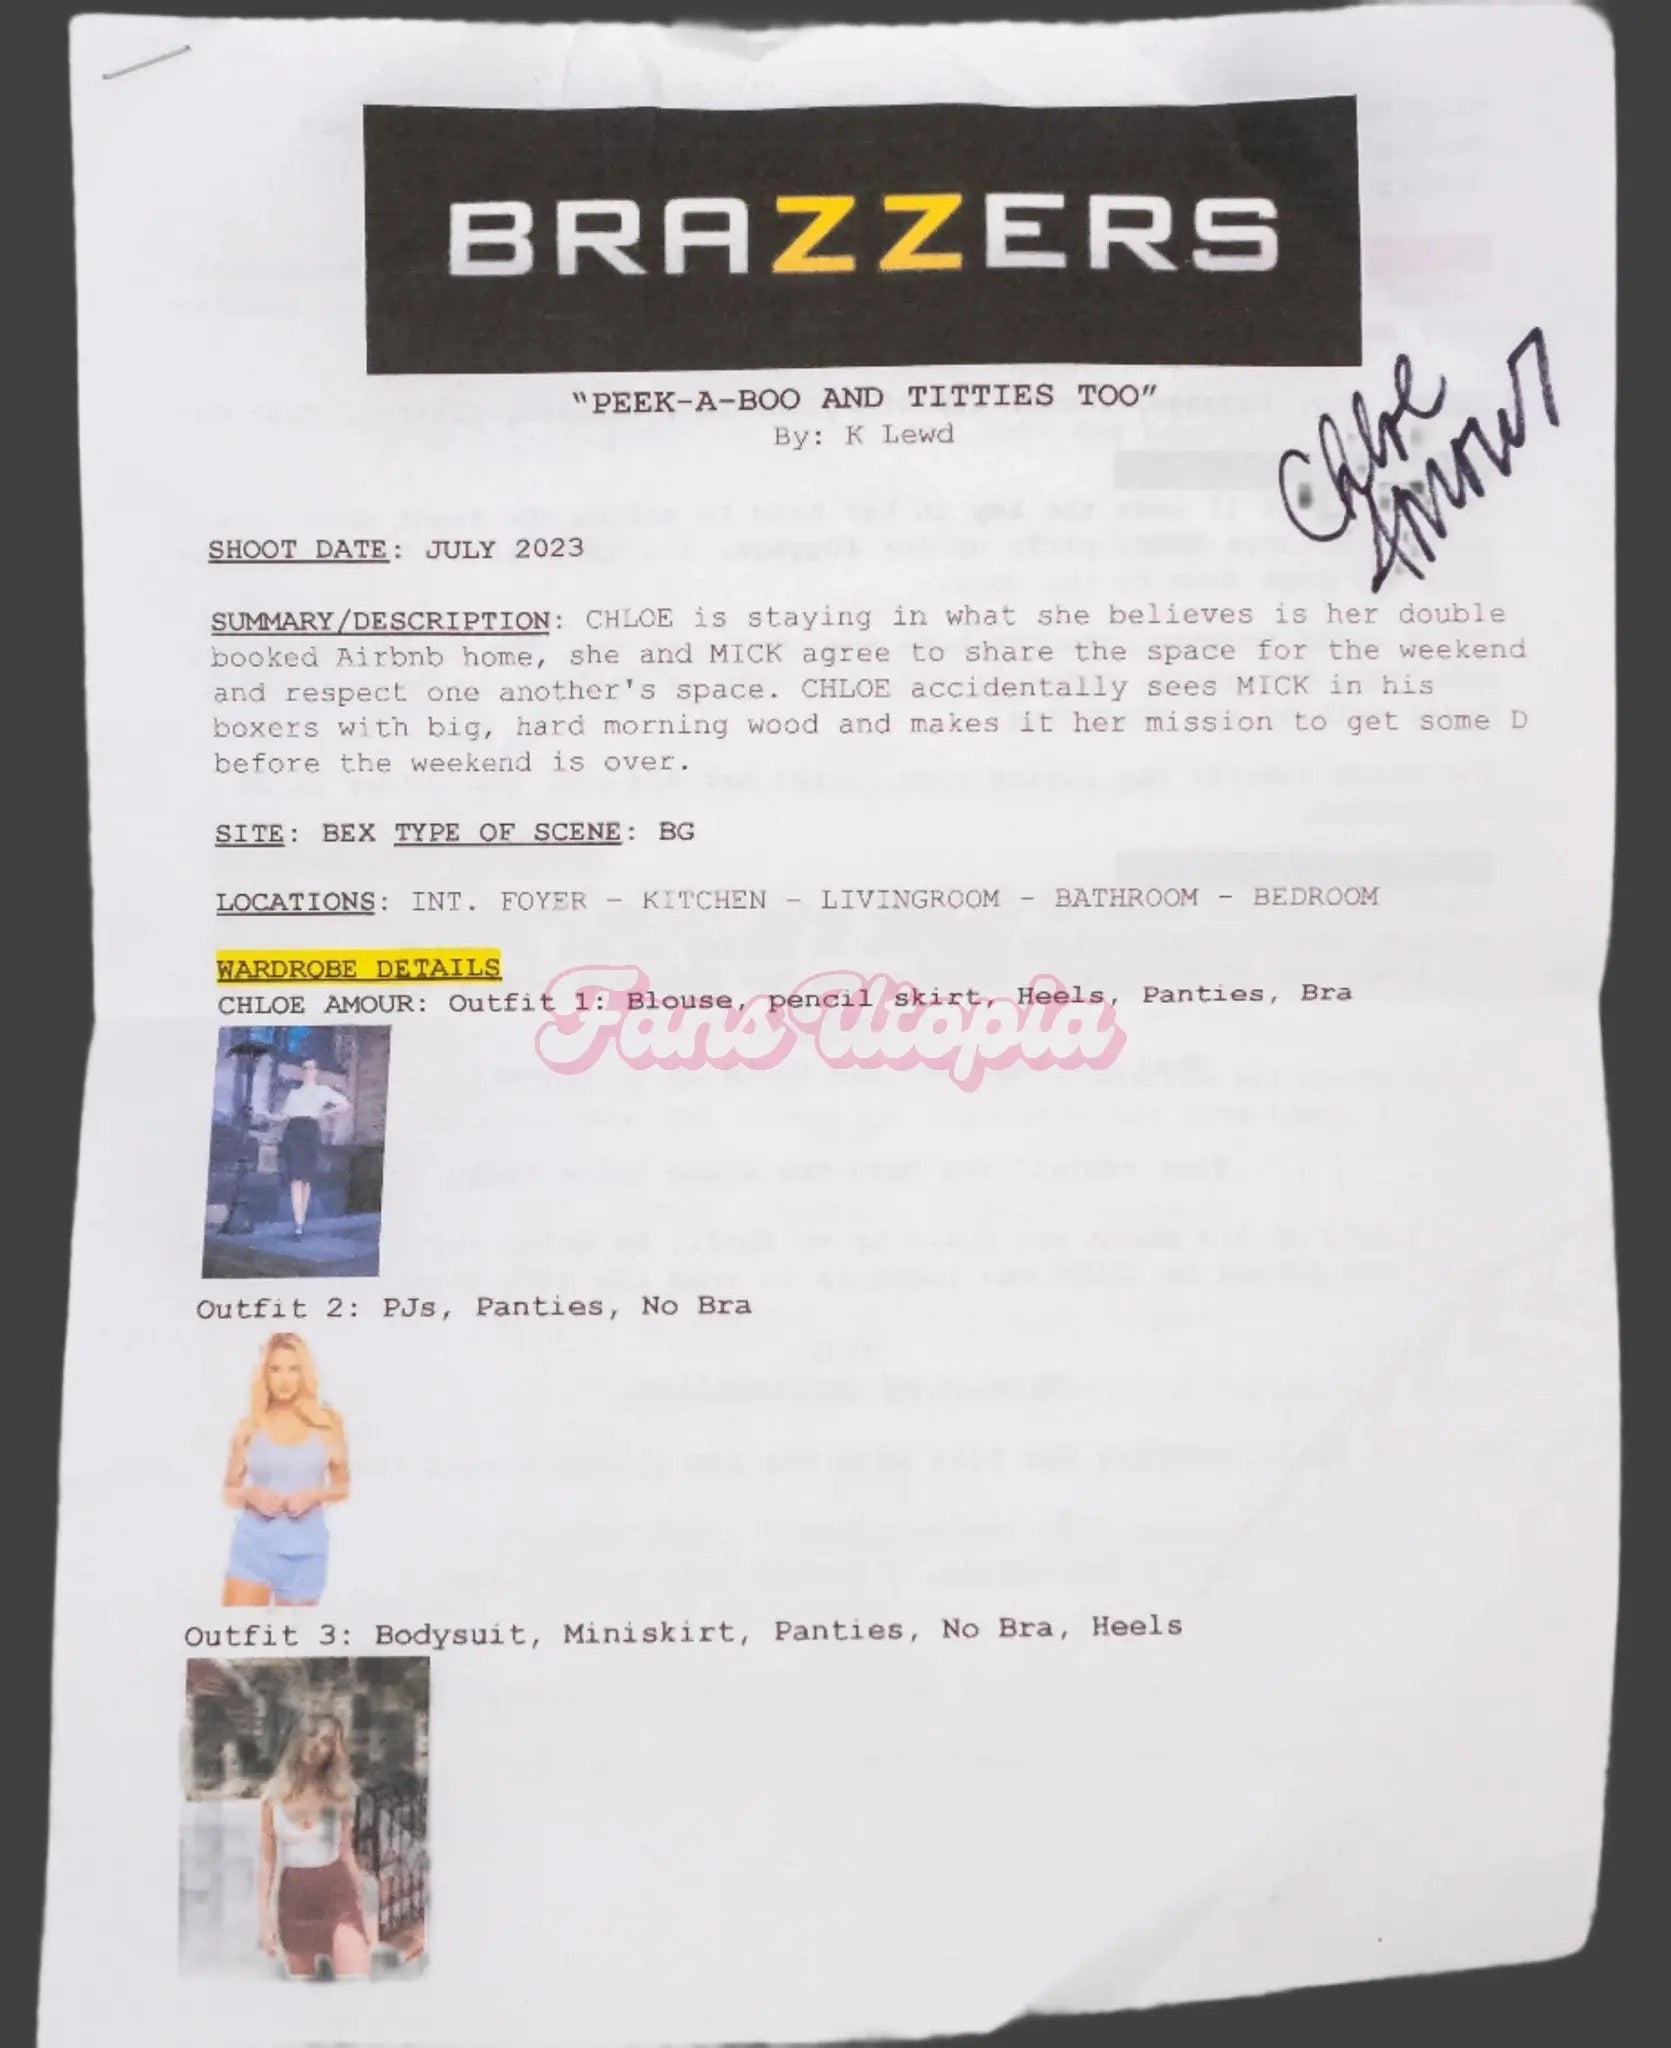 BRAZZERS
"PEEK-A-BOO AND TITTIES TOO"
By: K Lewd
Chloe Amour
SHOOT DATE: JULY 2023
SUMMARY/DESCRIPTION: CHLOE is staying in what she believes is her double
booked Airbnb home, she and MICK agree to share the space for the weekend
and respect one another's space. CHLOE accidentally sees MICK in his
boxers with big, hard morning wood and makes it her mission to get some D
before the weekend is over.
SITE: BEX TYPE OF SCENE: BG
LOCATIONS: INT. FOYER - KITCHEN - LIVINGROOM - BATHROOM - BEDROOM
WARDROBE DETAILS
CHLOE AMOUR: Outfit 1: Blouse, pencil skirt, Heels, Panties, Bra
Fans Utopia
Outfit 2: PJs, Panties, No Bra
Outfit 3: Bodysuit, Miniskirt, Panties, No Bra, Heels